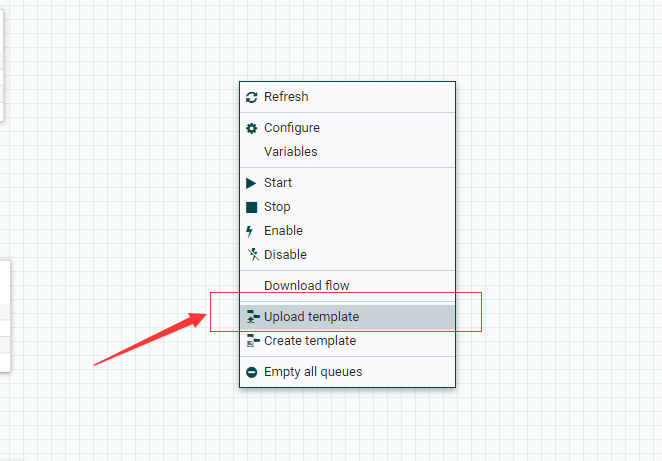 Refresh
Configure
Variables
Start
Stop
Enable
Disable
Download flow
Upload template
Create template
Empty all queues